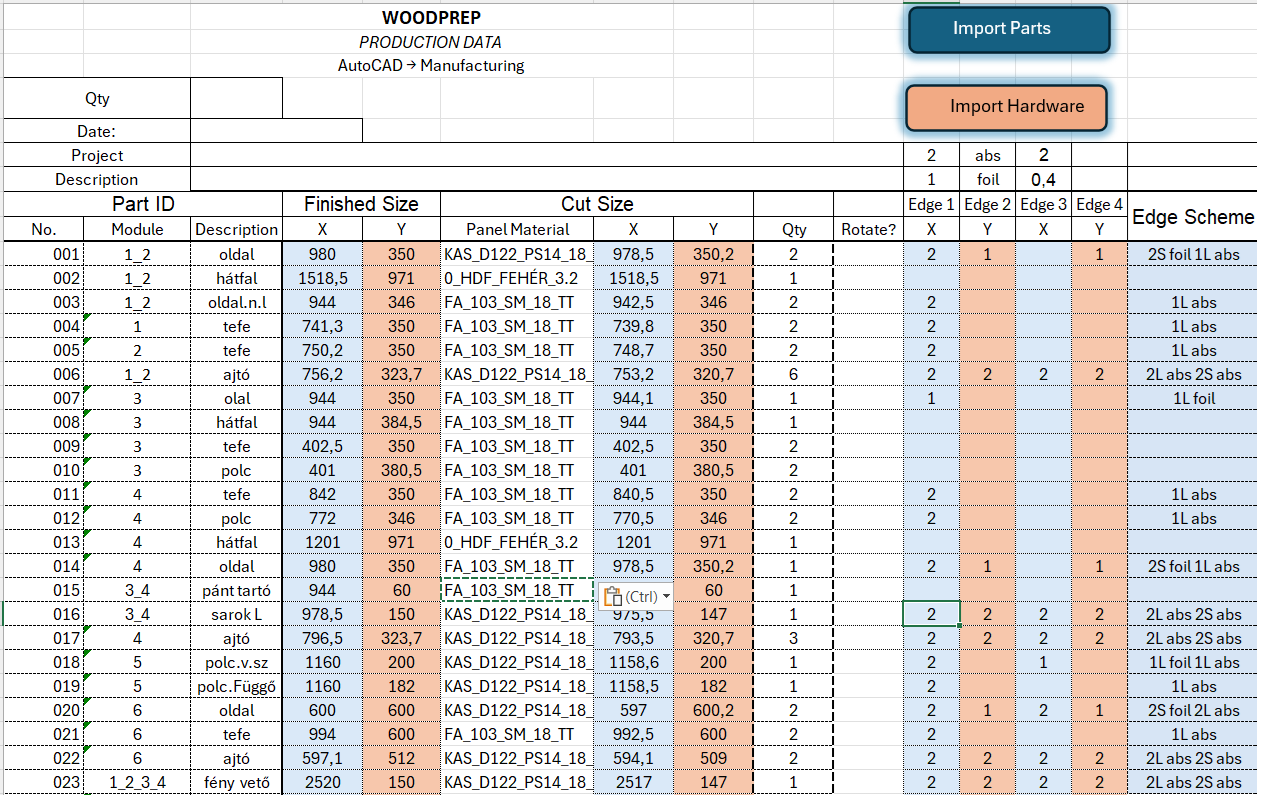 WOODPREP
Import Parts
PRODUCTION DATA
AutoCAD → Manufacturing
Qty
Import Hardware
Date:
Project 2 abs 2
Description 1 foil 0,4
Part ID Finished Size Cut Size Edge 1 Edge 2 Edge 3 Edge 4 Edge Scheme
No. Module Description X Y Panel Material X Y Qty Rotate? X Y X Y
001 1_2 oldal 980 350 KAS_D122_PS14_18_ 978,5 350,2 2 2 1 1 2S foil 1L abs
002 1_2 hátfal 1518,5 971 0_HDF_FEHÉR_3.2 1518,5 971 1
003 1_2 oldal.n.l 944 346 FA_103_SM_18_TT 942,5 346 2 2 1L abs
004 1 tefe 741,3 350 FA_103_SM_18_TT 739,8 350 2 2 1L abs
005 2 tefe 750,2 350 FA_103_SM_18_TT 748,7 350 2 2 1L abs
006 1_2 ajtó 756,2 323,7 KAS_D122_PS14_18_ 753,2 320,7 6 2 2 2 2 2L abs 2S abs
007 3 olal 944 350 FA_103_SM_18_TT 944,1 350 1 1 1L foil
008 3 hátfal 944 384,5 FA_103_SM_18_TT 944 384,5 1
009 3 tefe 402,5 350 FA_103_SM_18_TT 402,5 350 2
010 3 polc 401 380,5 FA_103_SM_18_TT 401 380,5 2
011 4 tefe 842 350 FA_103_SM_18_TT 840,5 350 2 2 1L abs
012 4 polc 772 346 FA_103_SM_18_TT 770,5 346 2 2 1L abs
013 4 hátfal 1201 971 0_HDF_FEHÉR_3.2 1201 971 1
014 4 oldal 980 350 FA_103_SM_18_TT 978,5 350,2 1 2 1 1 2S foil 1L abs
015 3_4 pánt tartó 944 60 FA_103_SM_18_TT (Ctrl) 60 1
016 3_4 sarok L 978,5 150 KAS_D122_PS14_18_ 975,5 147 1 2 2 2 2 2L abs 2S abs
017 4 ajtó 796,5 323,7 KAS_D122_PS14_18_ 793,5 320,7 3 2 2 2 2 2L abs 2S abs
018 5 polc.v.sz 1160 200 KAS_D122_PS14_18_ 1158,6 200 1 2 1 1L foil 1L abs
019 5 polc.Függő 1160 182 KAS_D122_PS14_18_ 1158,5 182 1 2 1L abs
020 6 oldal 600 600 KAS_D122_PS14_18_ 597 600,2 2 2 1 2 1 2S foil 2L abs
021 6 tefe 994 600 FA_103_SM_18_TT 992,5 600 2 2 1L abs
022 6 ajtó 597,1 512 KAS_D122_PS14_18_ 594,1 509 2 2 2 2 2 2L abs 2S abs
023 1_2_3_4 fény vető 2520 150 KAS_D122_PS14_18_ 2517 147 1 2 2 2 2 2L abs 2S abs